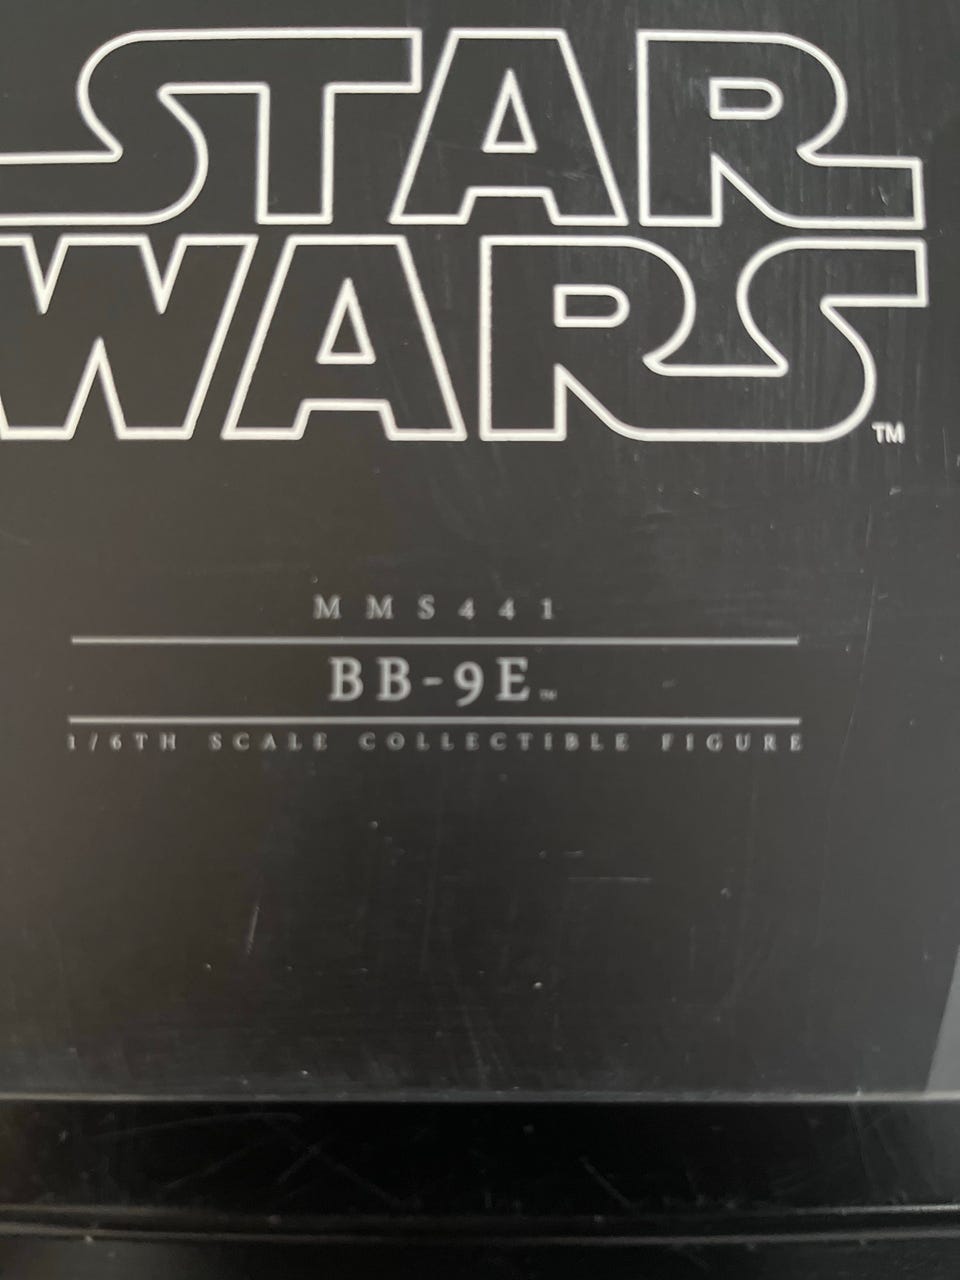 STAR
WARS™
MMS441
BB-9E™
1/6TH SCALE COLLECTIBLE FIGURE